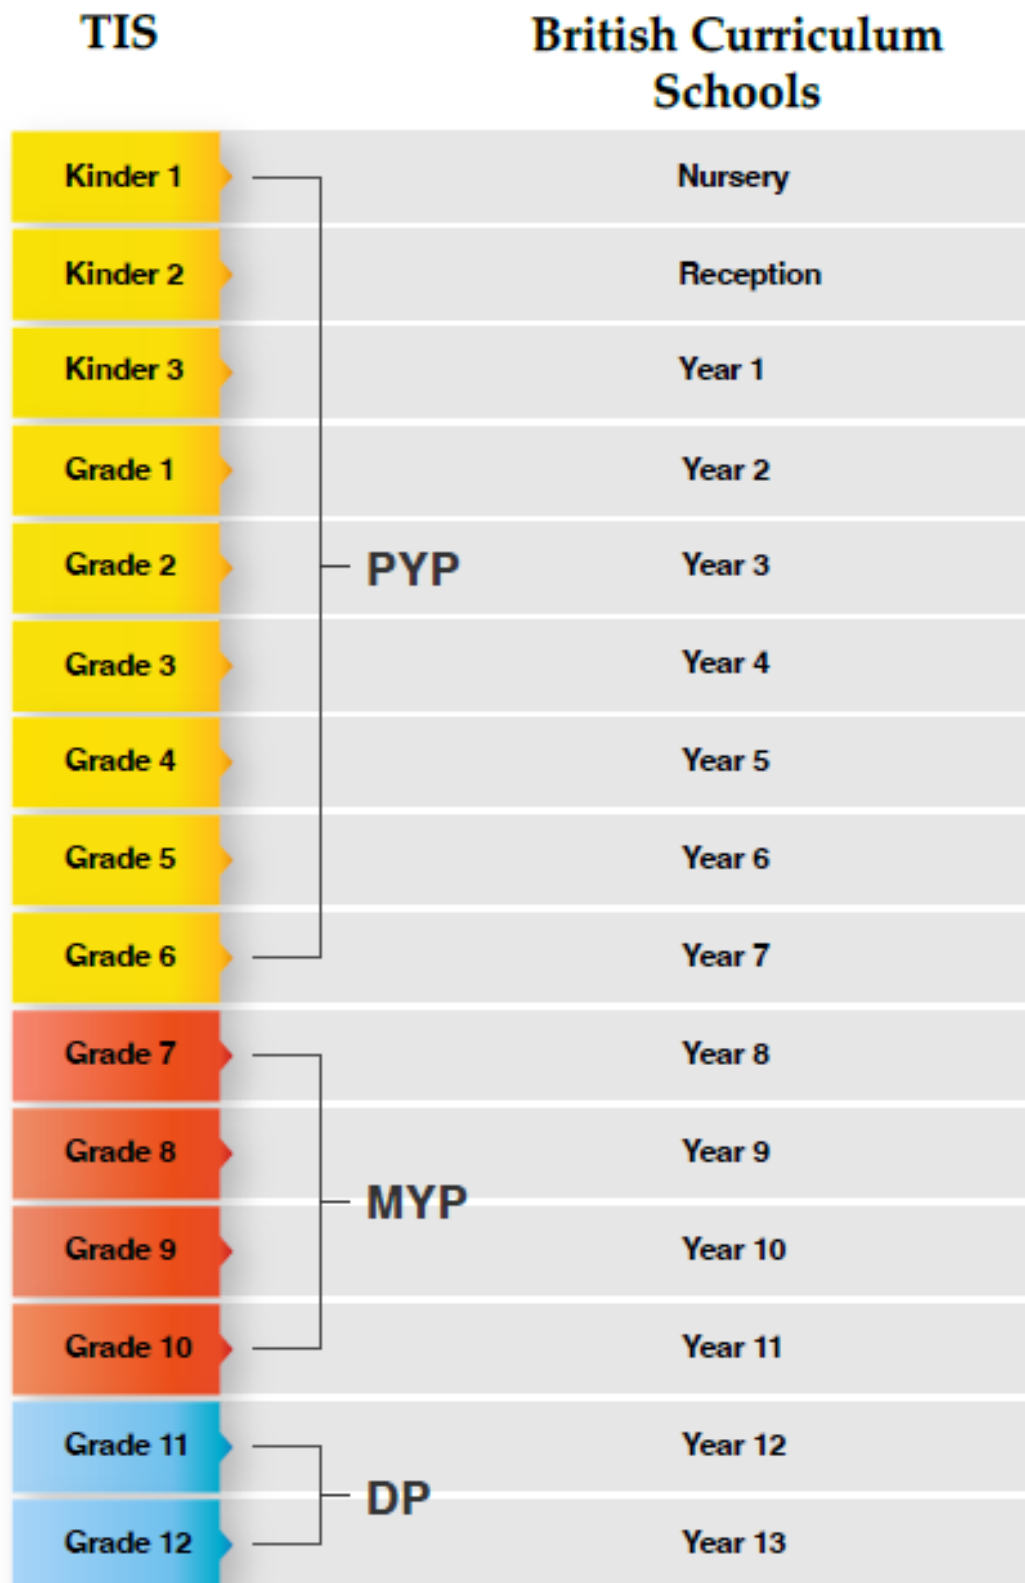 TIS
British Curriculum
Schools
Kinder 1 Nursery
Kinder 2 Reception
Kinder 3 Year 1
Grade 1 Year 2
Grade 2 PYP Year 3
Grade 3 Year 4
Grade 4 Year 5
Grade 5 Year 6
Grade 6 Year 7
Grade 7 Year 8
Grade 8 Year 9
MYP
Grade 9 Year 10
Grade 10 Year 11
Grade 11 Year 12
DP
Grade 12 Year 13